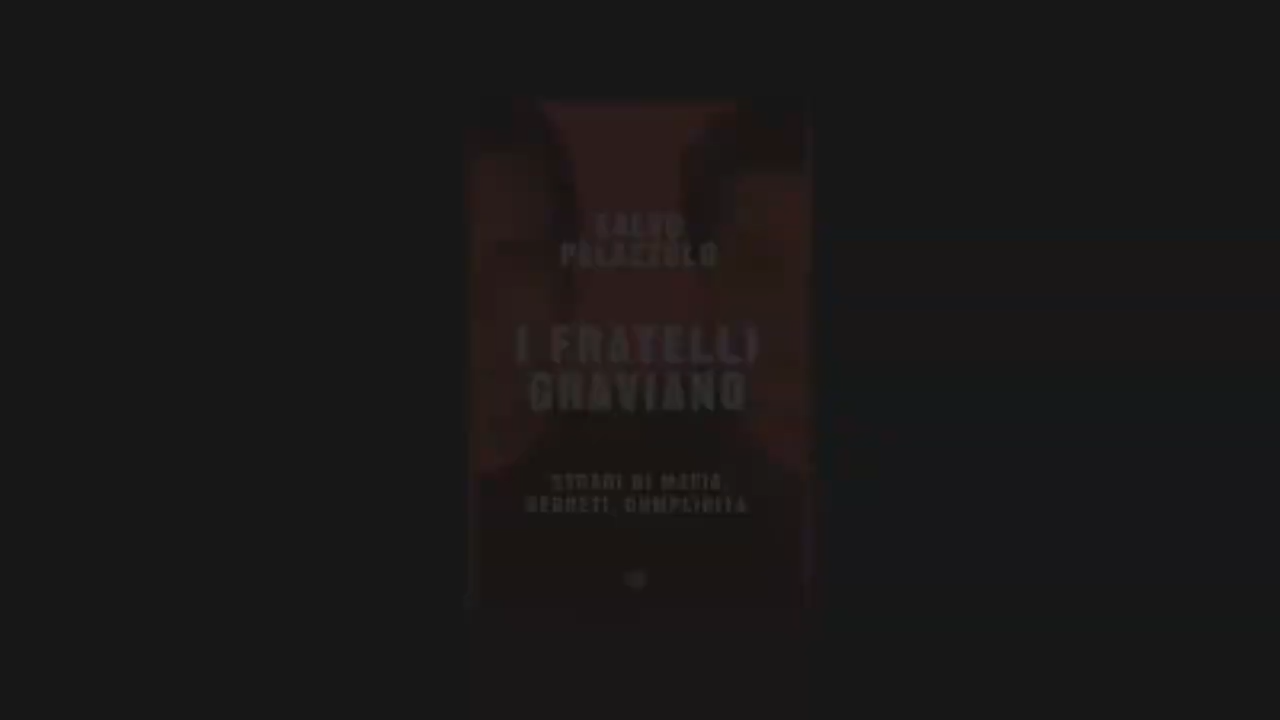 SALVO
PALAZZOLO
I FRATELLI
GRAVIANO
STRAGI DI MAFIA,
SEGRETI, COMPLICITÀ